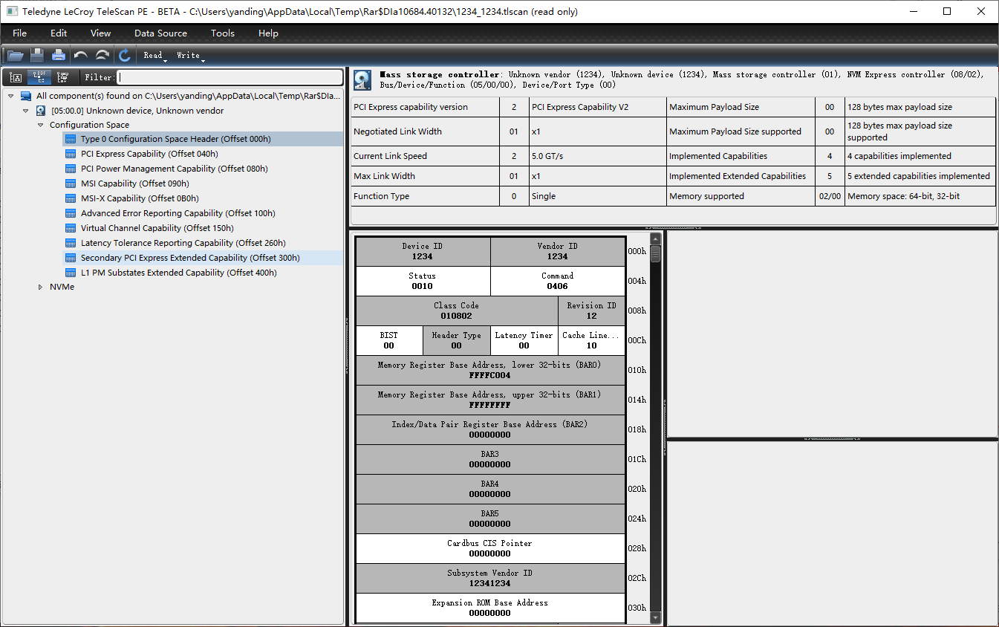 Teledyne LeCroy TeleScan PE - BETA - C:\Users\yanding\AppData\Local\Temp\Rar$DIa10684.40132\1234_1234.tlscan (read only)
File Edit View Data Source Tools Help
Read Write
Filter:
All component(s) found on C:\Users\yanding\AppData\Local\Temp\Rar$DIa...
[05:00.0] Unknown device, Unknown vendor
Configuration Space
Type 0 Configuration Space Header (Offset 000h)
PCI Express Capability (Offset 040h)
PCI Power Management Capability (Offset 080h)
MSI Capability (Offset 090h)
MSI-X Capability (Offset 0B0h)
Advanced Error Reporting Capability (Offset 100h)
Virtual Channel Capability (Offset 150h)
Latency Tolerance Reporting Capability (Offset 260h)
Secondary PCI Express Extended Capability (Offset 300h)
L1 PM Substates Extended Capability (Offset 400h)
NVMe
Mass storage controller: Unknown vendor (1234), Unknown device (1234), Mass storage controller (01), NVM Express controller (08/02),
Bus/Device/Function (05/00/00), Device/Port Type (00)
PCI Express capability version 2 PCI Express Capability V2 Maximum Payload Size 00 128 bytes max payload size
Negotiated Link Width 01 x1 Maximum Payload Size supported 00 128 bytes max payload size
supported
Current Link Speed 2 5.0 GT/s Implemented Capabilities 4 4 capabilities implemented
Max Link Width 01 x1 Implemented Extended Capabilities 5 5 extended capabilities implemented
Function Type 0 Single Memory supported 02/00 Memory space: 64-bit, 32-bit
Device ID Vendor ID
1234 1234 000h
Status Command
0010 0406 004h
Class Code Revision ID
010802 12 008h
BIST Header Type Latency Timer Cache Line...
00 00 00 10 00Ch
Memory Register Base Address, lower 32-bits (BAR0)
FFFFC004 010h
Memory Register Base Address, upper 32-bits (BAR1)
FFFFFFFF 014h
Index/Data Pair Register Base Address (BAR2)
00000000 018h
BAR3
00000000 01Ch
BAR4
00000000 020h
BAR5
00000000 024h
Cardbus CIS Pointer
00000000 028h
Subsystem Vendor ID
12341234 02Ch
Expansion ROM Base Address
00000000 030h